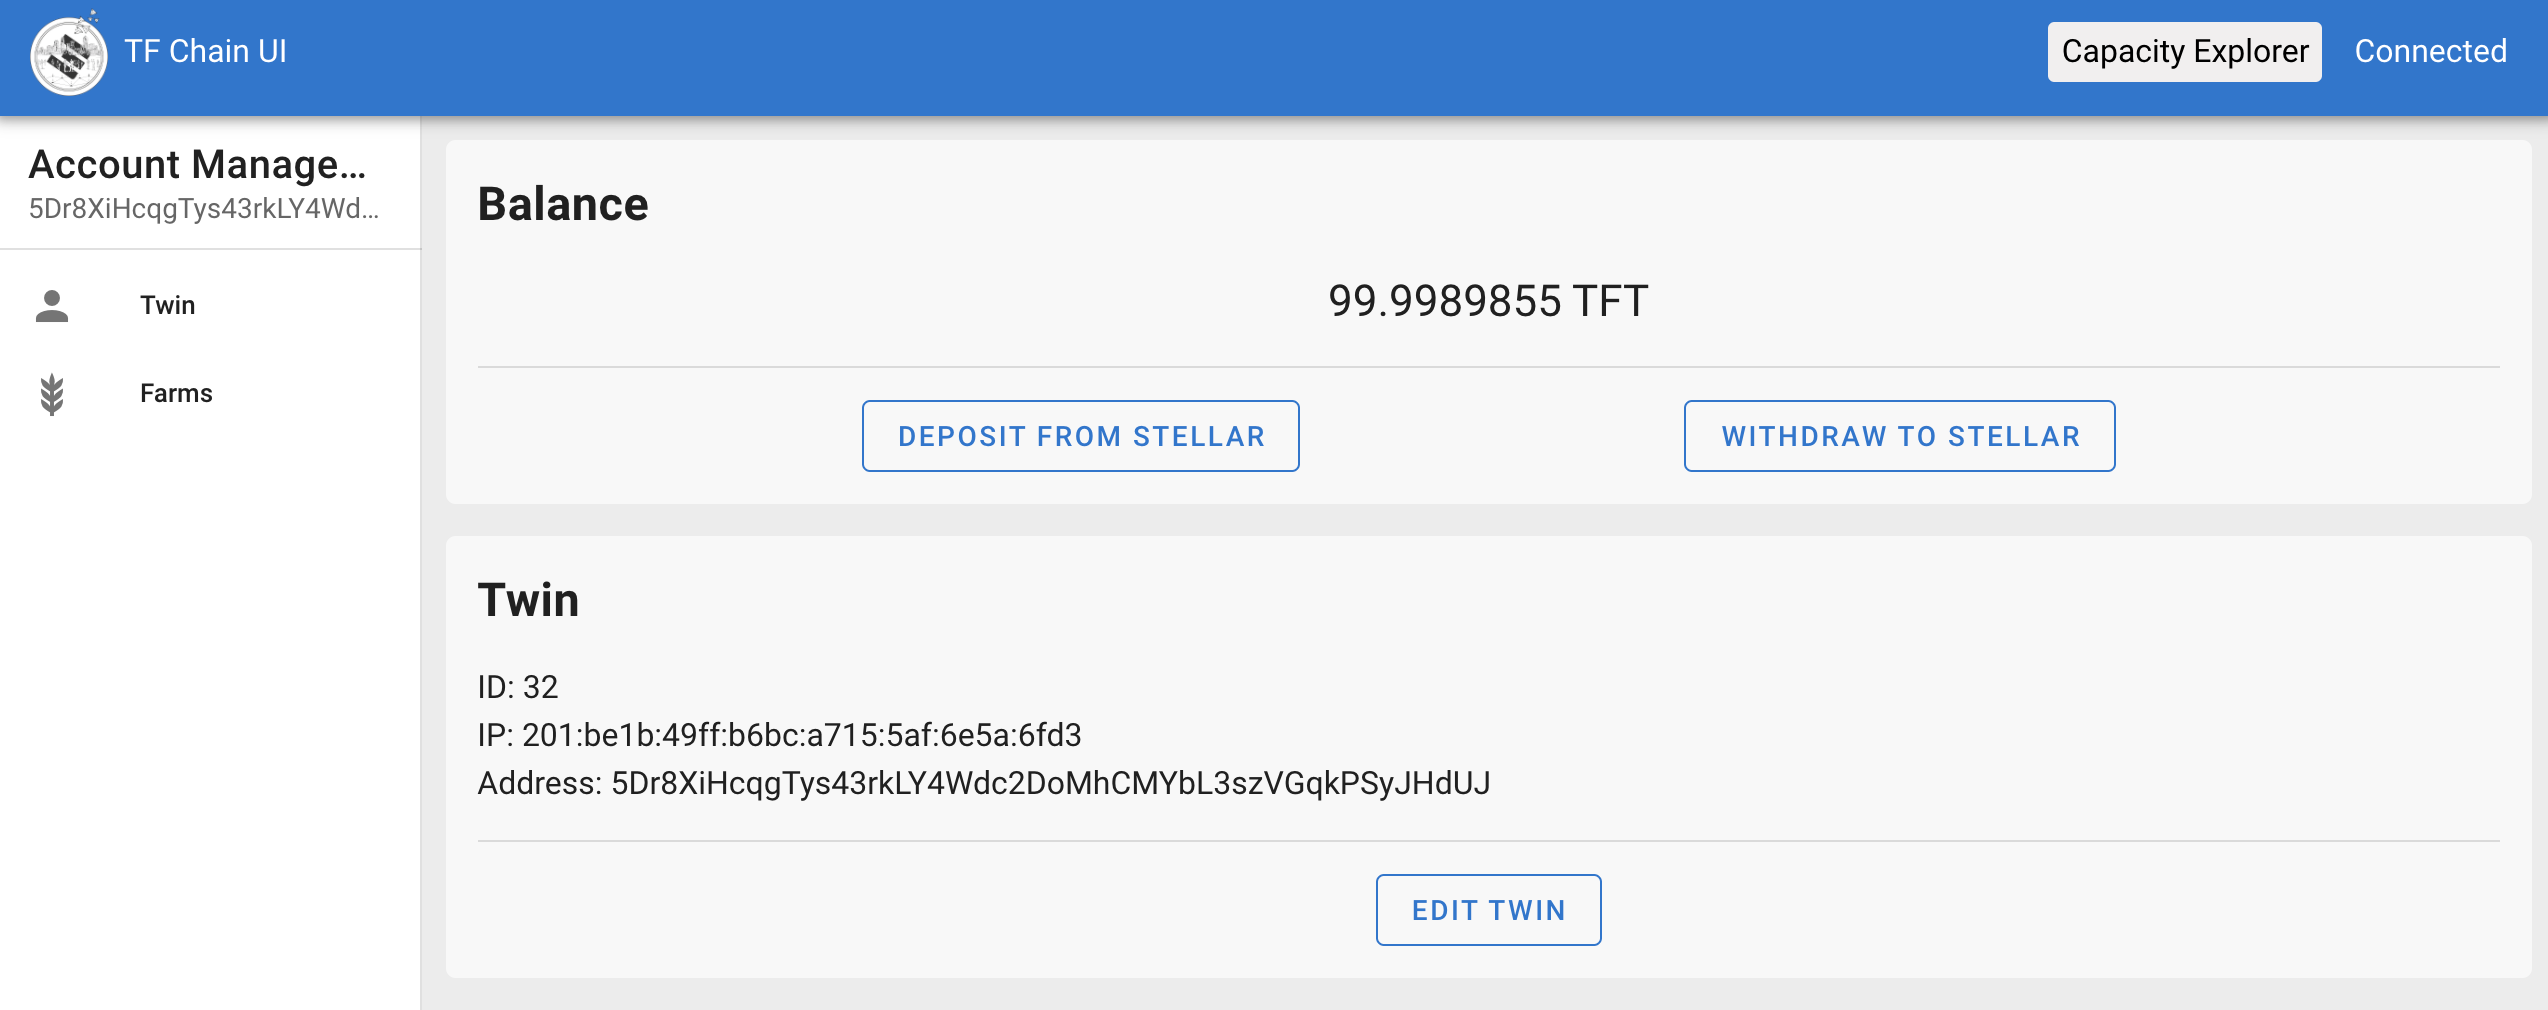 TF Chain UI
Capacity Explorer
Connected
Account Manage...
5Dr8XiHcqgTys43rkLY4Wd...
Twin
Farms
Balance
99.9989855 TFT
DEPOSIT FROM STELLAR
WITHDRAW TO STELLAR
Twin
ID: 32
IP: 201:be1b:49ff:b6bc:a715:5af:6e5a:6fd3
Address: 5Dr8XiHcqgTys43rkLY4Wdc2DoMhCMYbL3szVGqkPSyJHdUJ
EDIT TWIN